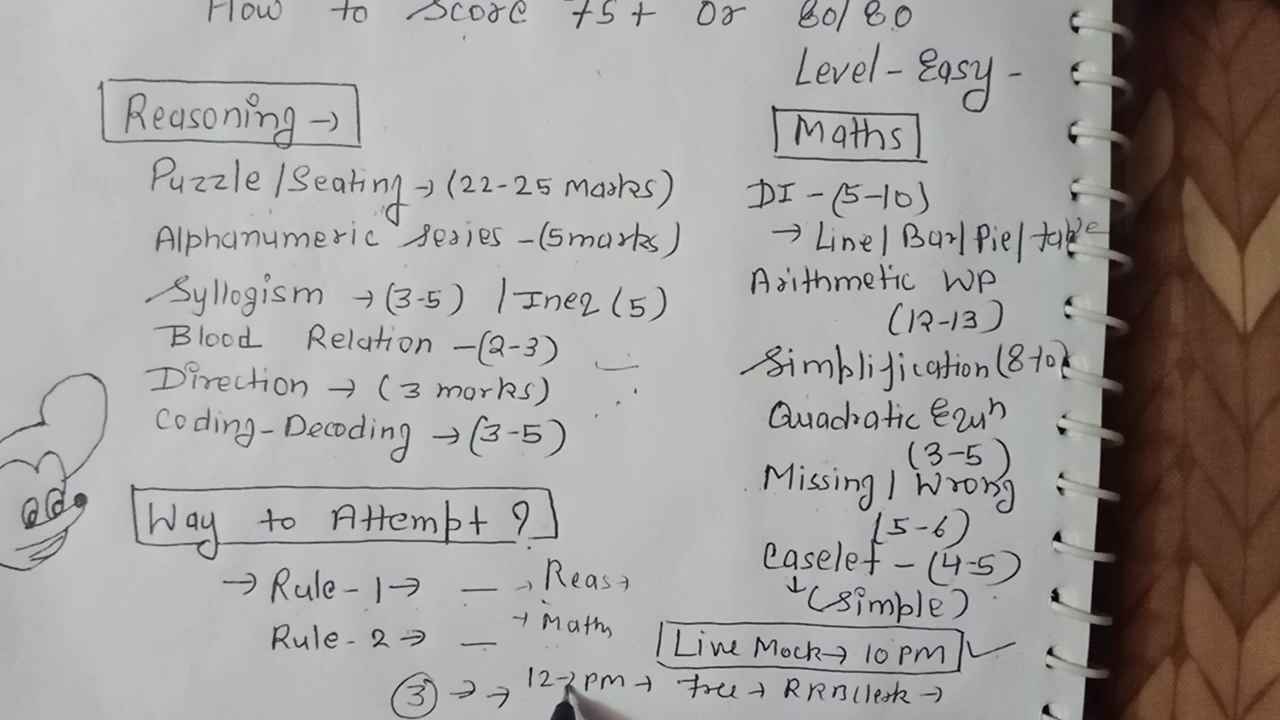 How to Score 75+ Or 80/80
Level - Easy -
Reasoning →
Puzzle / Seating → (22-25 marks)
Alphanumeric Series - (5 marks)
Syllogism → (3-5) / Ineq (5)
Blood Relation - (2-3)
Direction → (3 marks)
Coding-Decoding → (3-5)
Maths
DI - (5-10)
→ Line / Bar / Pie / table
Arithmetic WP
(12-13)
Simplification (8 to
Quadratic Equⁿ
(3-5)
Missing / Wrong
(5-6)
Caselet - (4-5)
↓ (Simple)
Way to Attempt ?
→ Rule-1 → — → Reas →
Rule-2 → — → Maths
Live Mock → 10 PM ✓
③ → → 12-2 PM → free → RRB Clerk →